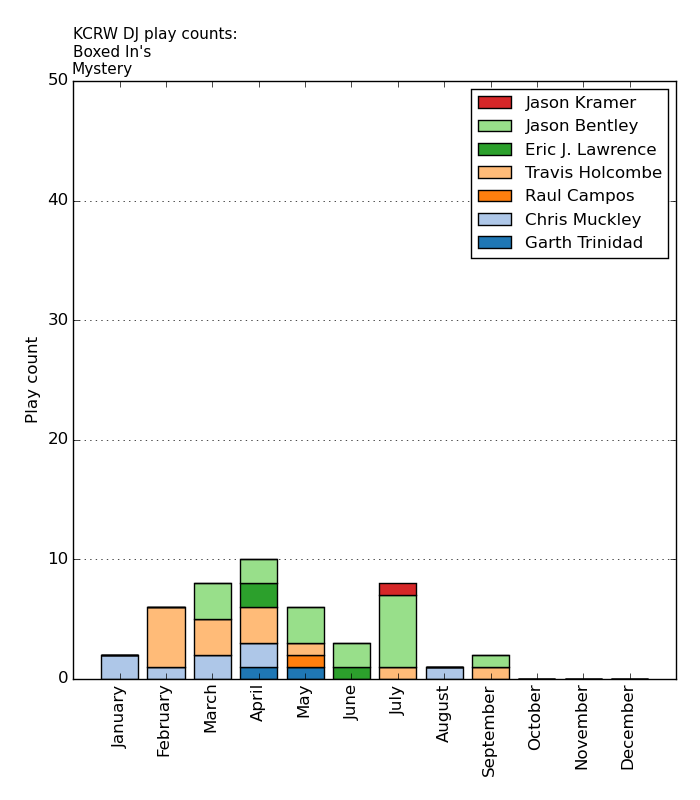 KCRW DJ play counts:
Boxed In's
Mystery
50
40
30
20
10
0
Play count
Jason Kramer
Jason Bentley
Eric J. Lawrence
Travis Holcombe
Raul Campos
Chris Muckley
Garth Trinidad
January
February
March
April
May
June
July
August
September
October
November
December